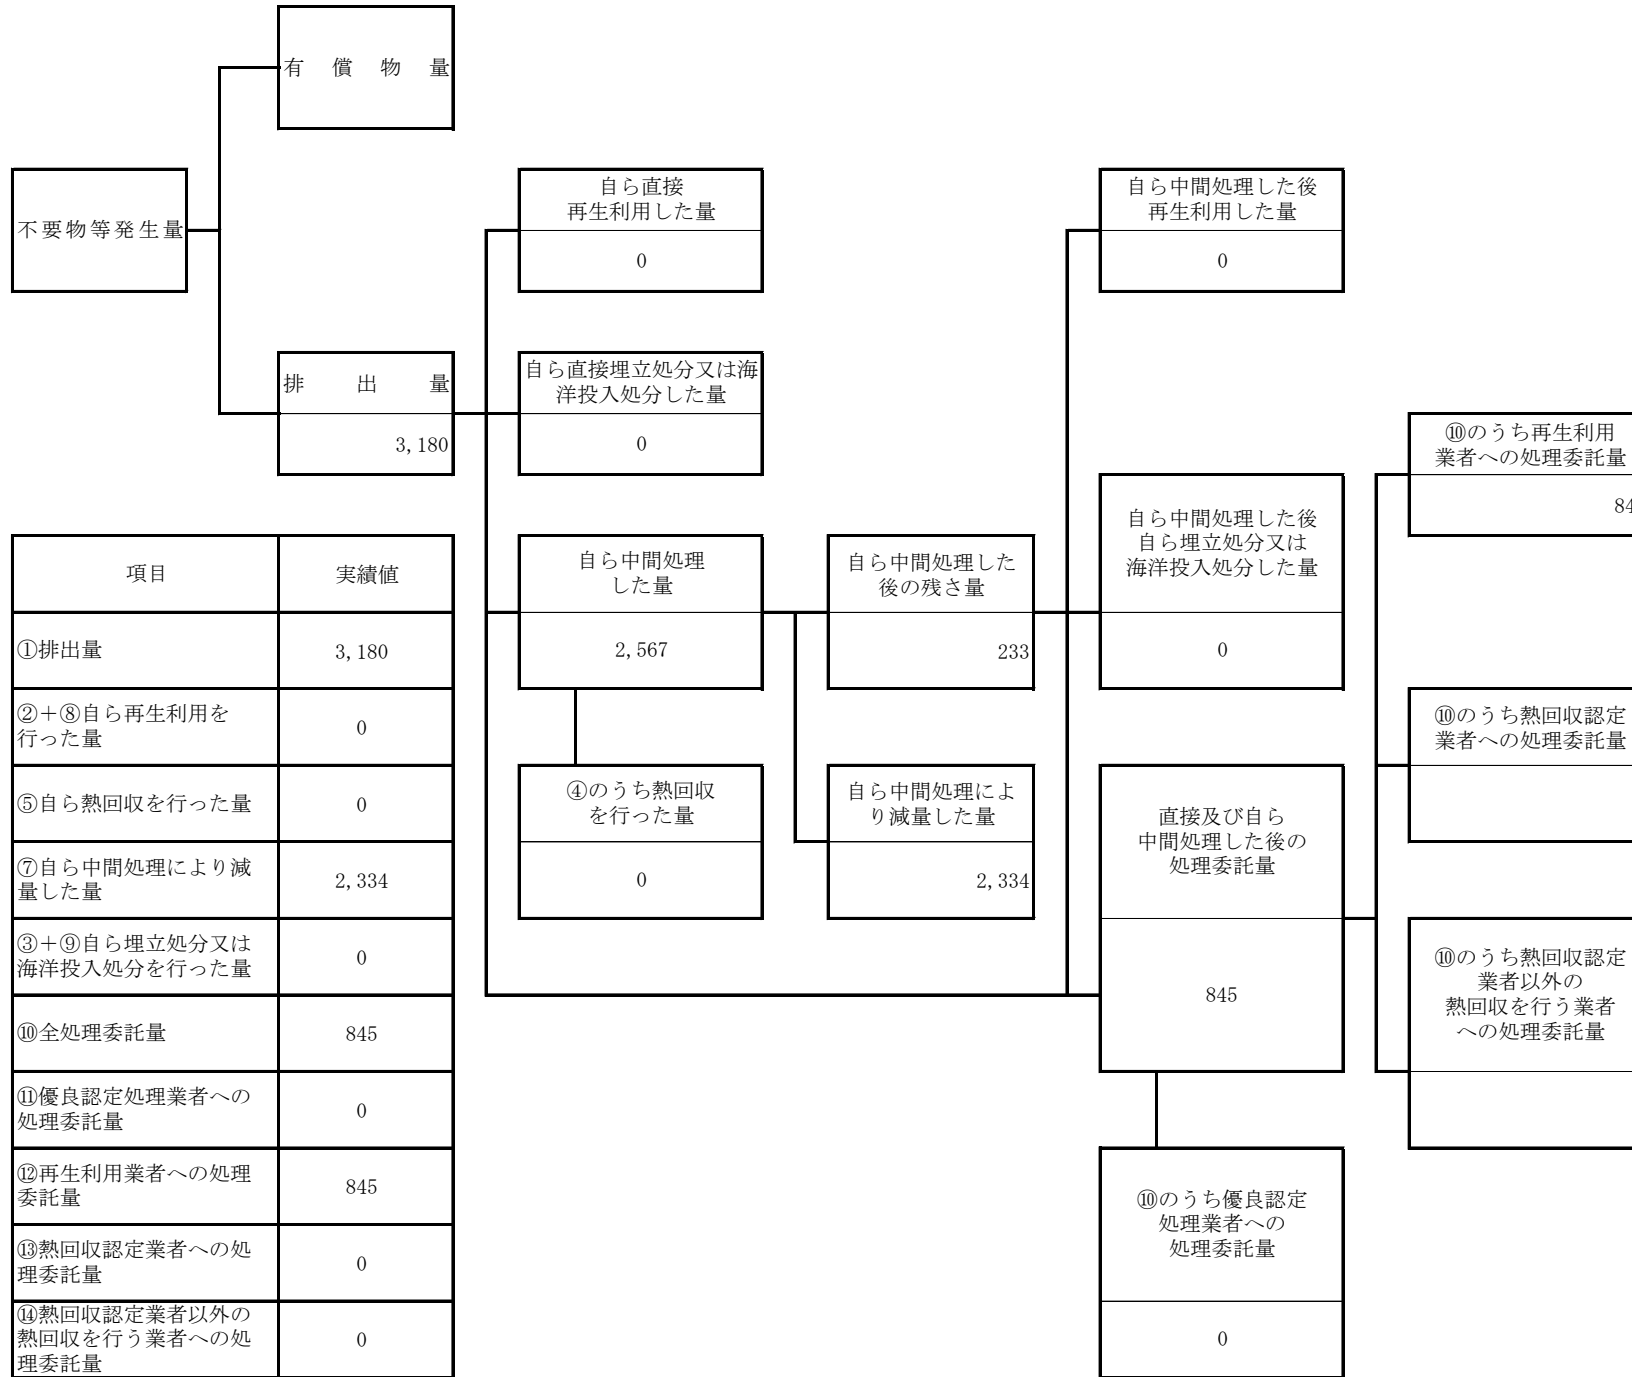 有償物量
不要物等発生量
自ら直接
再生利用した量
0
自ら中間処理した後
再生利用した量
0
排出量
3,180
自ら直接埋立処分又は海
洋投入処分した量
0
⑩のうち再生利用
業者への処理委託量
項目 実績値
①排出量 3,180
②+⑧自ら再生利用を
行った量
0
⑤自ら熱回収を行った量 0
⑦自ら中間処理により減
量した量
2,334
③+⑨自ら埋立処分又は
海洋投入処分を行った量
0
⑩全処理委託量 845
⑪優良認定処理業者への
処理委託量
0
⑫再生利用業者への処理
委託量
845
⑬熱回収認定業者への処
理委託量
0
⑭熱回収認定業者以外の
熱回収を行う業者への処
理委託量
0
自ら中間処理
した量
2,567
自ら中間処理した
後の残さ量
233
自ら中間処理した後
自ら埋立処分又は
海洋投入処分した量
0
④のうち熱回収
を行った量
0
自ら中間処理によ
り減量した量
2,334
直接及び自ら
中間処理した後の
処理委託量
845
⑩のうち熱回収認定
業者への処理委託量
⑩のうち熱回収認定
業者以外の
熱回収を行う業者
への処理委託量
⑩のうち優良認定
処理業者への
処理委託量
0